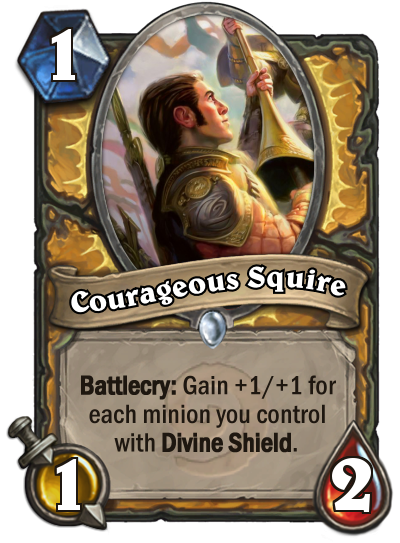 1
Courageous Squire
Battlecry: Gain +1/+1 for
each minion you control
with Divine Shield.
1
2